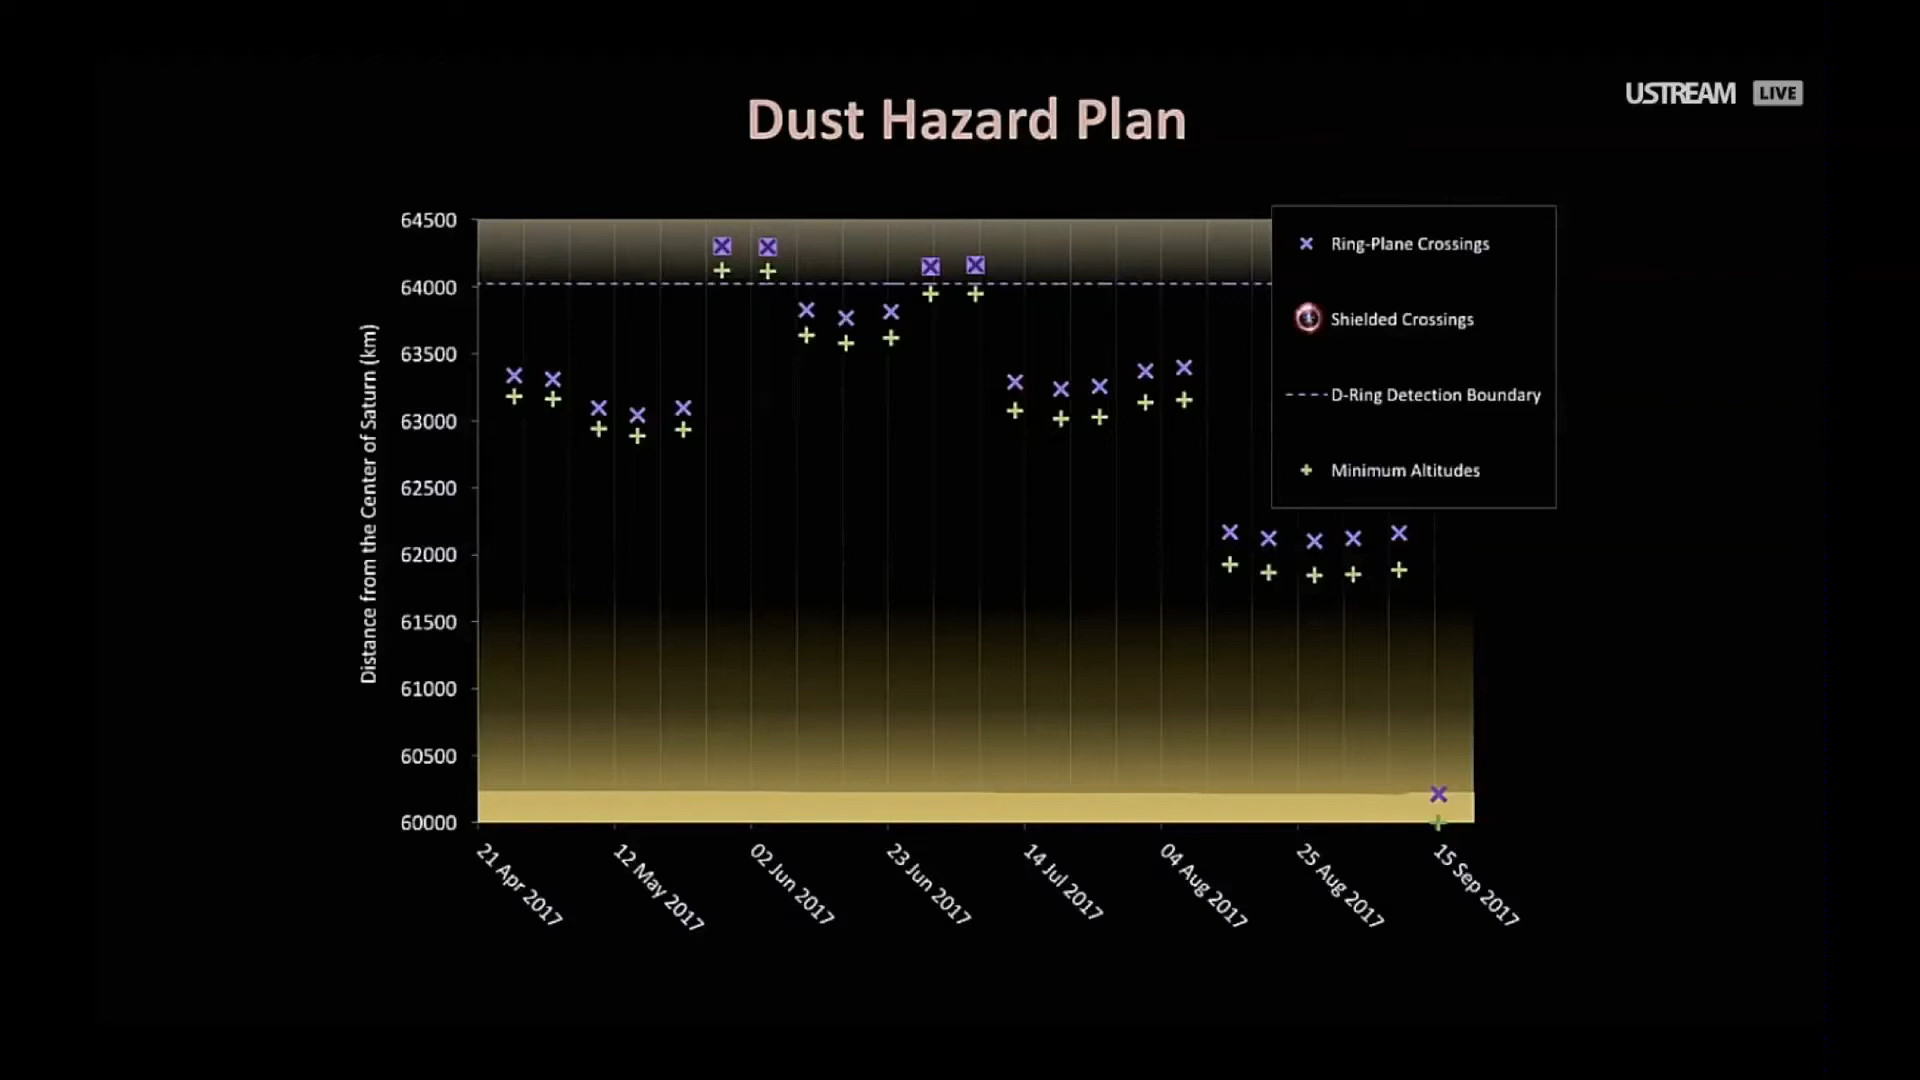 USTREAM LIVE
Dust Hazard Plan
Distance from the Center of Saturn (km)
64500
64000
63500
63000
62500
62000
61500
61000
60500
60000
Ring-Plane Crossings
Shielded Crossings
D-Ring Detection Boundary
Minimum Altitudes
21 Apr 2017
12 May 2017
02 Jun 2017
23 Jun 2017
14 Jul 2017
04 Aug 2017
25 Aug 2017
15 Sep 2017